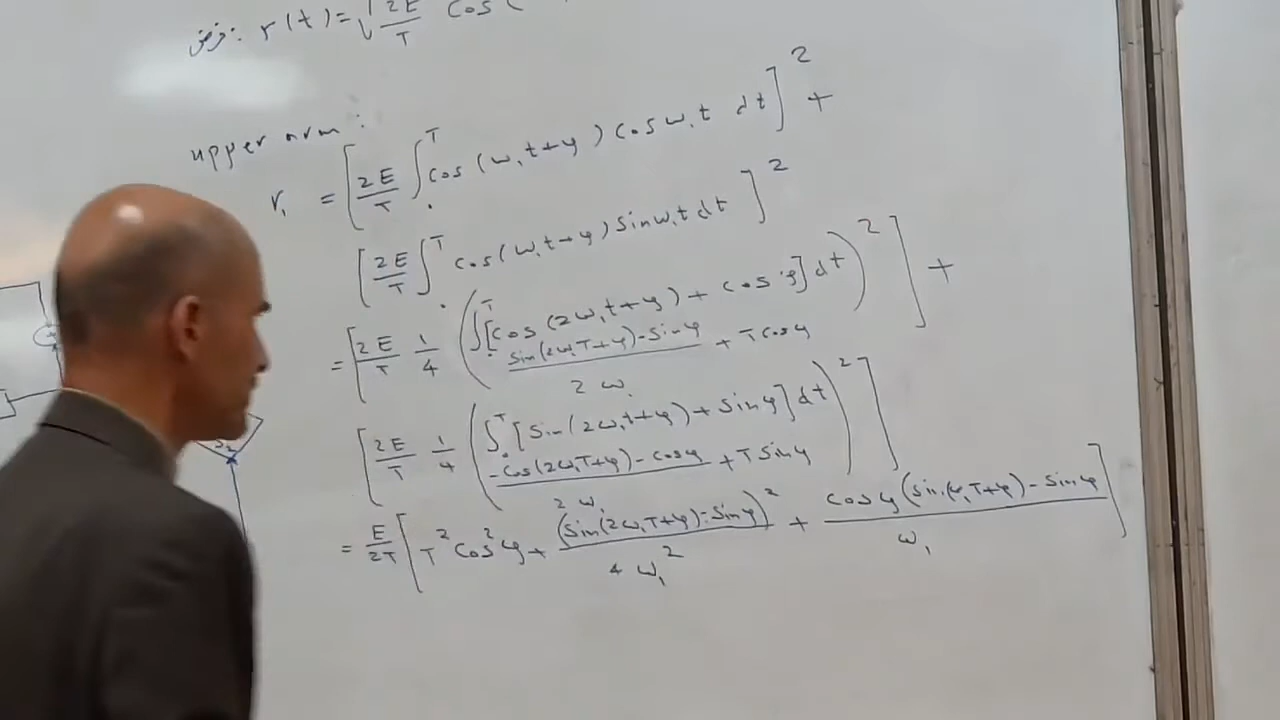 فرض: r(t) = √(2E/T) cos(
upper arm:
r₁ = [2E/T ∫₀ᵀ cos(ω₁t+φ) cos ω₁t dt]² +
[2E/T ∫₀ᵀ cos(ω₁t+φ) sin ω₁t dt]²
= [2E/T 1/4 (∫₀ᵀ [cos(2ω₁t+φ) + cos φ] dt)²] +
(sin(2ω₁T+φ) - sin φ)/(2ω₁) + T cos φ
[2E/T 1/4 (∫₀ᵀ [sin(2ω₁t+φ) + sin φ] dt)²]
(-cos(2ω₁T+φ) - cos φ)/(2ω₁) + T sin φ
= E/2T [T² cos² φ + (sin(2ω₁T+φ) - sin φ)²/(4ω₁²) + cos φ (sin(φ,T+φ) - sin φ)/ω₁]
S₂